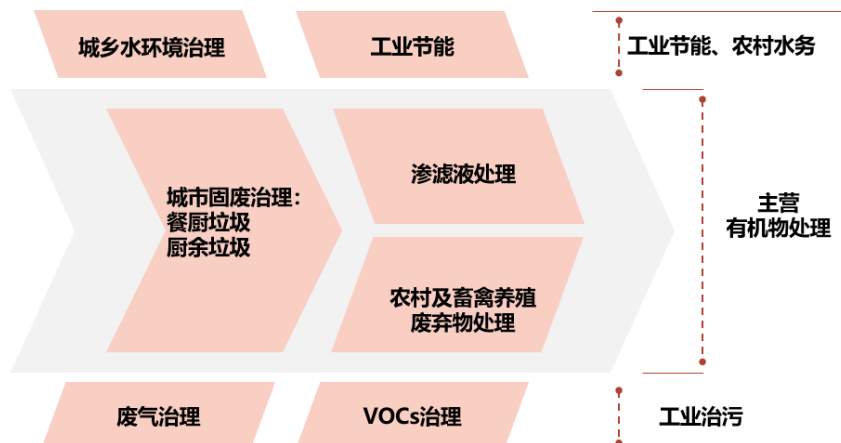 城乡水环境治理
工业节能
工业节能、农村水务
城市固废治理：
餐厨垃圾
厨余垃圾
渗滤液处理
农村及畜禽养殖
废弃物处理
主营
有机物处理
废气治理
VOCs治理
工业治污